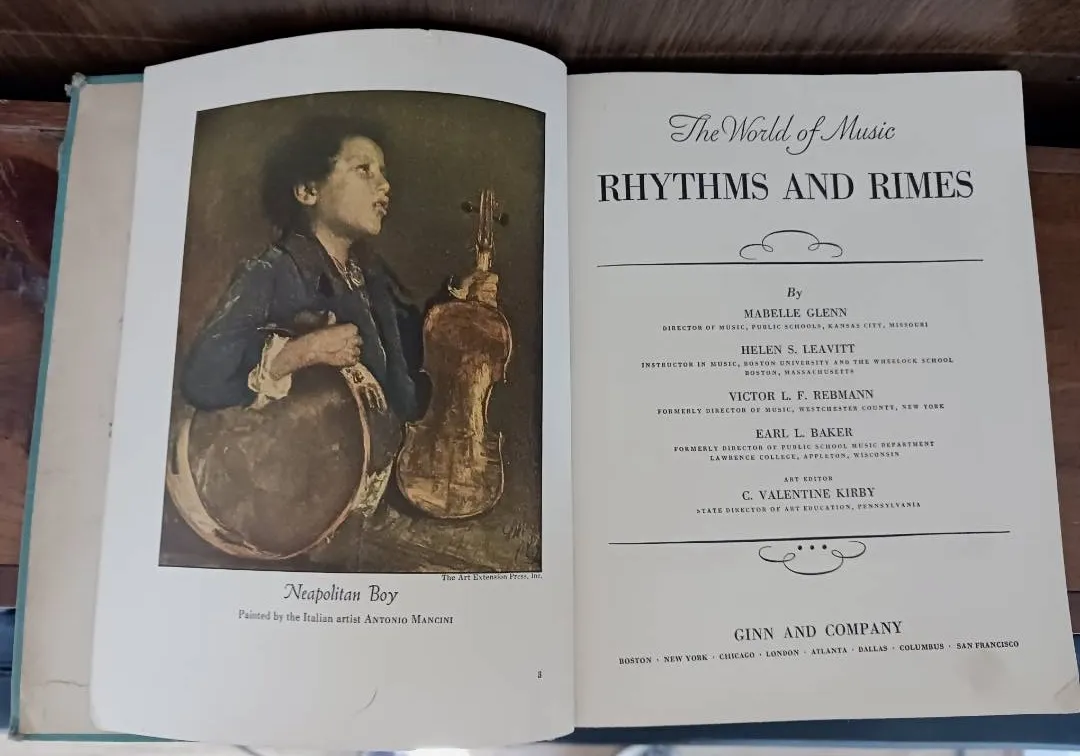 The Art Extension Press, Inc.
Neapolitan Boy
Painted by the Italian artist ANTONIO MANCINI
The World of Music
RHYTHMS AND RIMES
By
MABELLE GLENN
DIRECTOR OF MUSIC, PUBLIC SCHOOLS, KANSAS CITY, MISSOURI
HELEN S. LEAVITT
INSTRUCTOR IN MUSIC, BOSTON UNIVERSITY AND THE WHEELOCK SCHOOL
BOSTON, MASSACHUSETTS
VICTOR L. F. REBMANN
FORMERLY DIRECTOR OF MUSIC, WESTCHESTER COUNTY, NEW YORK
EARL L. BAKER
FORMERLY DIRECTOR OF PUBLIC SCHOOL MUSIC DEPARTMENT
LAWRENCE COLLEGE, APPLETON, WISCONSIN
ART EDITOR
C. VALENTINE KIRBY
STATE DIRECTOR OF ART EDUCATION, PENNSYLVANIA
GINN AND COMPANY
BOSTON · NEW YORK · CHICAGO · LONDON · ATLANTA · DALLAS · COLUMBUS · SAN FRANCISCO